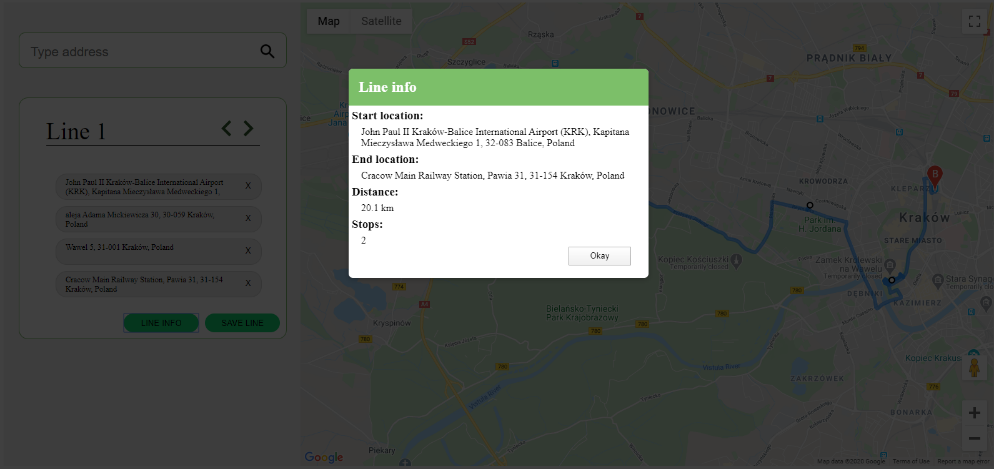 Type address
Line 1
John Paul II Kraków-Balice International Airport
(KRK), Kapitana Mieczysława Medweckiego 1,
X
aleja Adama Mickiewicza 30, 30-059 Kraków,
Poland
X
Wawel 5, 31-001 Kraków, Poland
X
Cracow Main Railway Station, Pawia 31, 31-154
Kraków, Poland
X
LINE INFO
SAVE LINE
Map
Satellite
Line info
Start location:
John Paul II Kraków-Balice International Airport (KRK), Kapitana
Mieczysława Medweckiego 1, 32-083 Balice, Poland
End location:
Cracow Main Railway Station, Pawia 31, 31-154 Kraków, Poland
Distance:
20.1 km
Stops:
2
Okay
Rząska
Szczyglice
PRĄDNIK BIAŁY
KROWODRZA
KLEPARZ
B
Park im.
H. Jordana
Kraków
STARE MIASTO
Kopiec Kościuszki
Temporarily closed
Zamek Królewski
na Wawelu
Temporarily closed
Stara Synagoga
DĘBNIKI
KAZIMIERZ
Bielańsko-Tyniecki
Park Krajobrazowy
Kryspinów
Kopiec Krakusa
ZAKRZÓWEK
BONARKA
Piekary
Google
Map data ©2020 Google
Terms of Use
Report a map error